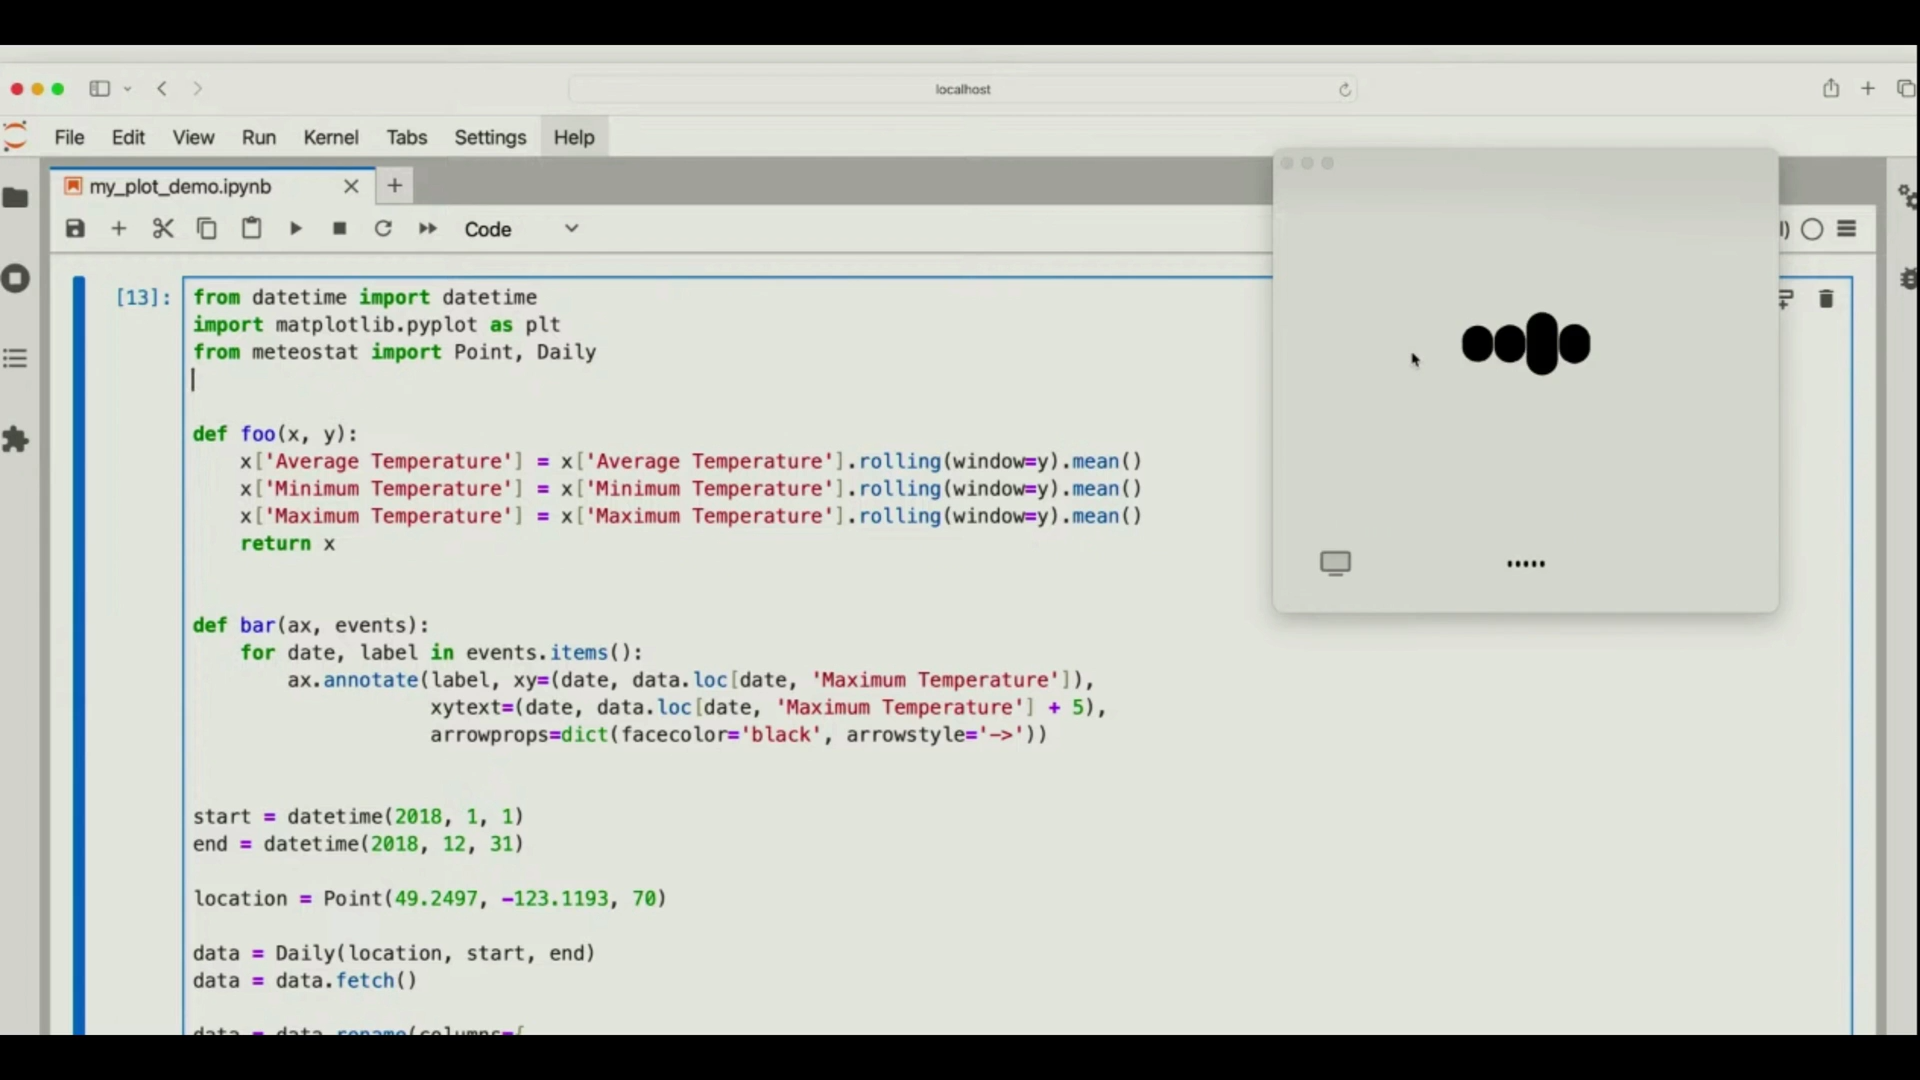 localhost
File Edit View Run Kernel Tabs Settings Help
my_plot_demo.ipynb
Code
[13]:
from datetime import datetime
import matplotlib.pyplot as plt
from meteostat import Point, Daily
def foo(x, y):
x['Average Temperature'] = x['Average Temperature'].rolling(window=y).mean()
x['Minimum Temperature'] = x['Minimum Temperature'].rolling(window=y).mean()
x['Maximum Temperature'] = x['Maximum Temperature'].rolling(window=y).mean()
return x
def bar(ax, events):
for date, label in events.items():
ax.annotate(label, xy=(date, data.loc[date, 'Maximum Temperature']),
xytext=(date, data.loc[date, 'Maximum Temperature'] + 5),
arrowprops=dict(facecolor='black', arrowstyle='->'))
start = datetime(2018, 1, 1)
end = datetime(2018, 12, 31)
location = Point(49.2497, -123.1193, 70)
data = Daily(location, start, end)
data = data.fetch()
data = data.rename(columns={